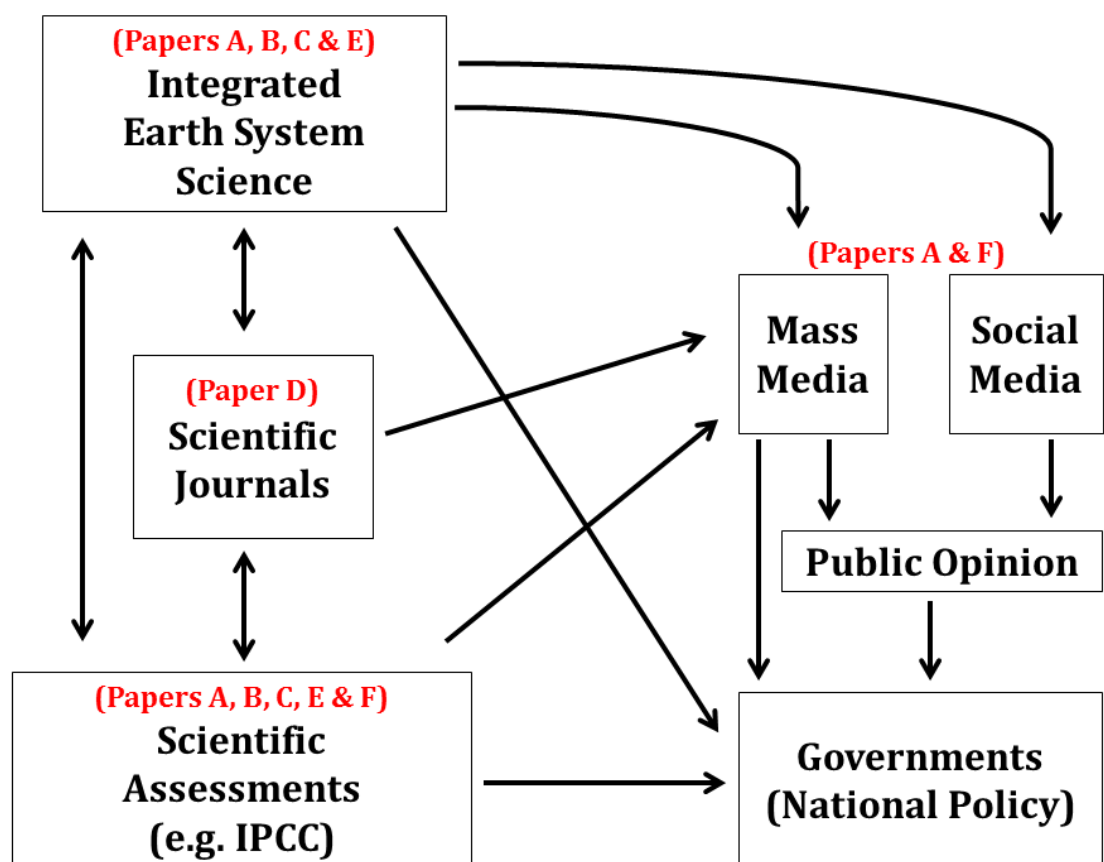 (Papers A, B, C & E)
Integrated
Earth System
Science
(Paper D)
Scientific
Journals
(Papers A, B, C, E & F)
Scientific
Assessments
(e.g. IPCC)
(Papers A & F)
Mass
Media
Social
Media
Public Opinion
Governments
(National Policy)